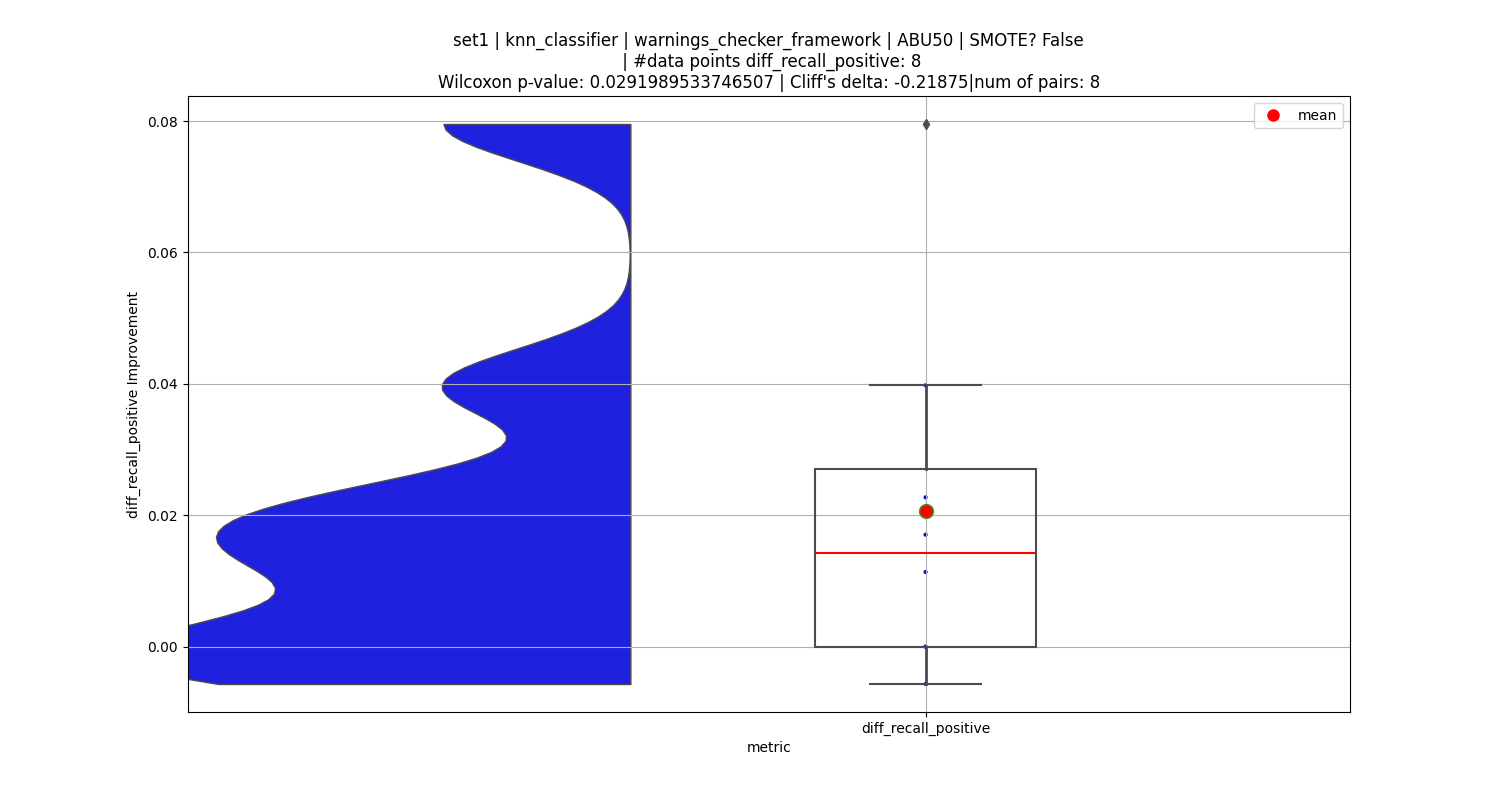 set1 | knn_classifier | warnings_checker_framework | ABU50 | SMOTE? False
| #data points diff_recall_positive: 8
Wilcoxon p-value: 0.0291989533746507 | Cliff's delta: -0.21875|num of pairs: 8
mean
0.08
0.06
0.04
0.02
0.00
diff_recall_positive Improvement
diff_recall_positive
metric